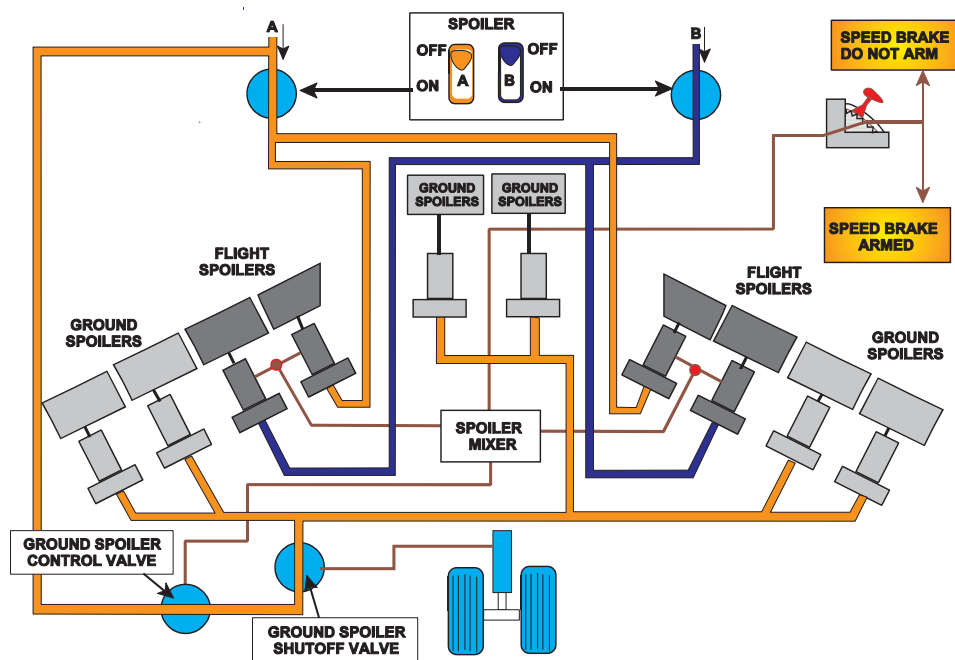 A
SPOILER
OFF
OFF
ON
A
B
ON
B
SPEED BRAKE
DO NOT ARM
GROUND
SPOILERS
GROUND
SPOILERS
SPEED BRAKE
ARMED
FLIGHT
SPOILERS
FLIGHT
SPOILERS
GROUND
SPOILERS
GROUND
SPOILERS
SPOILER
MIXER
GROUND SPOILER
CONTROL VALVE
GROUND SPOILER
SHUTOFF VALVE